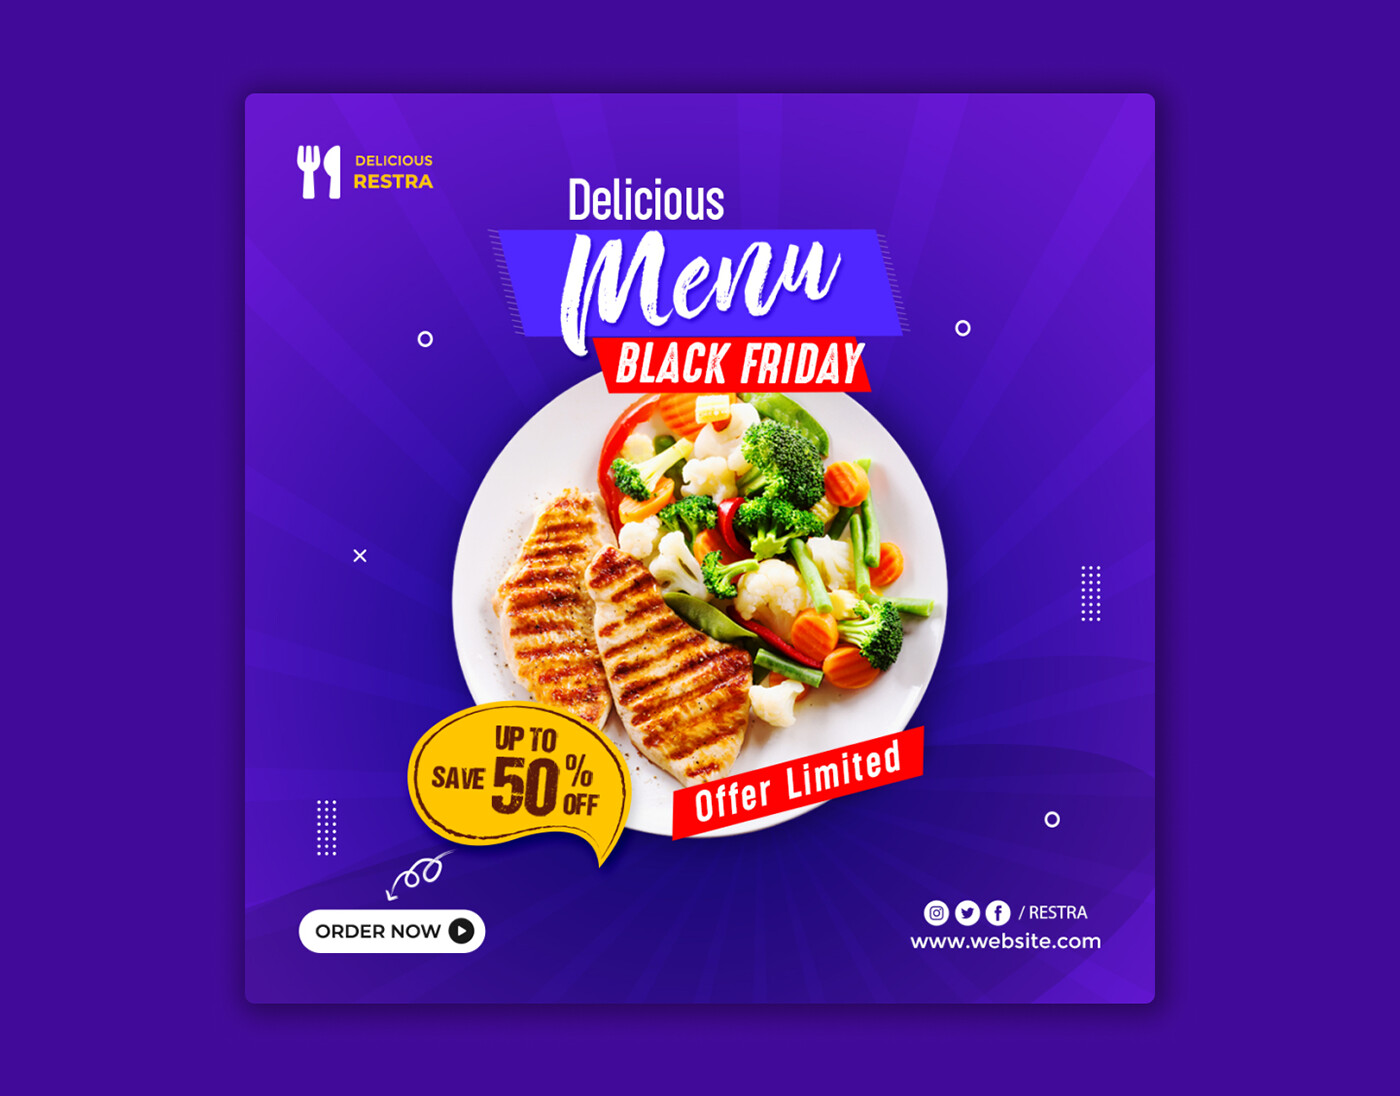 DELICIOUS
RESTRA
Delicious
Menu
BLACK FRIDAY
UP TO
SAVE 50% OFF
Offer Limited
ORDER NOW
/ RESTRA
www.website.com